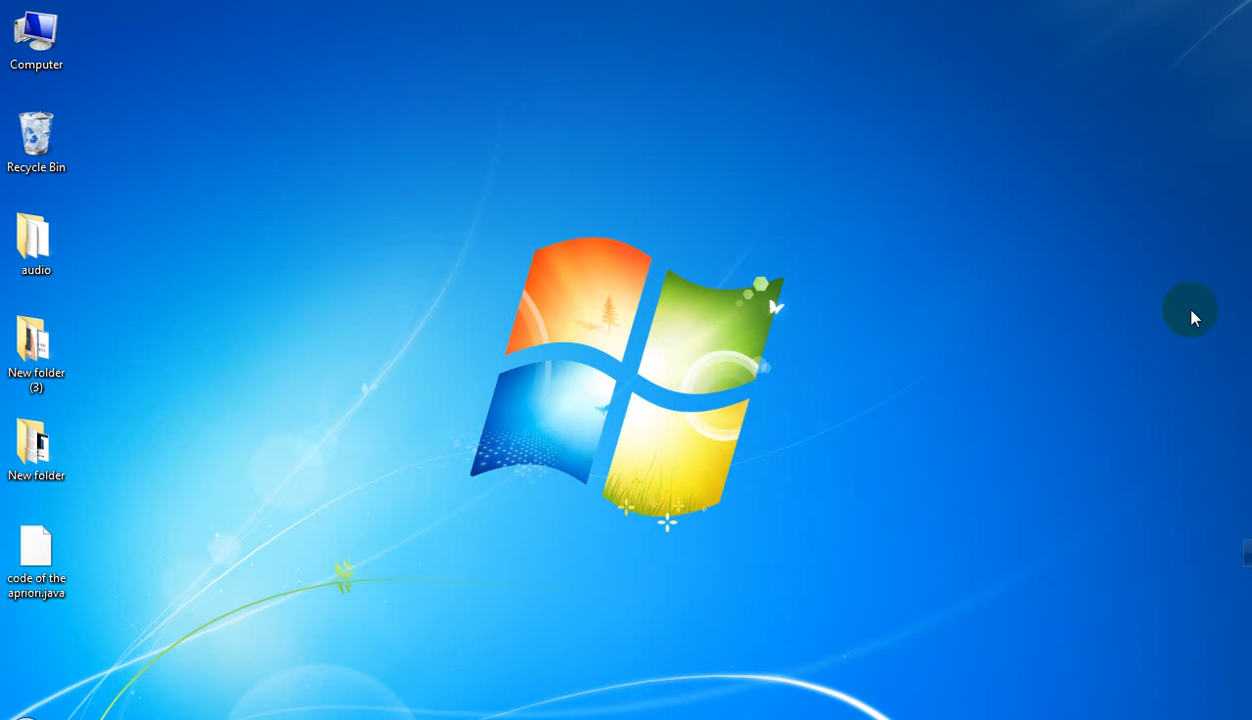 Computer
Recycle Bin
audio
New folder
(3)
New folder
code of the
apriori.java